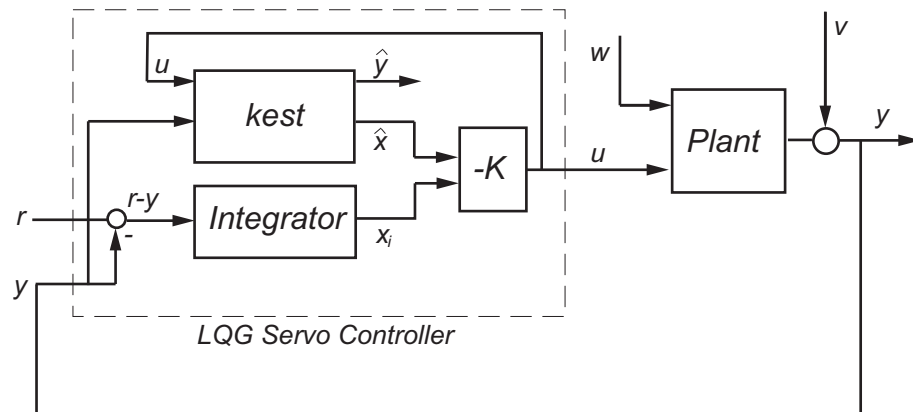 v
w
u
ŷ
kest
x̂
-K
u
Plant
y
r
r-y
-
Integrator
xᵢ
y
LQG Servo Controller